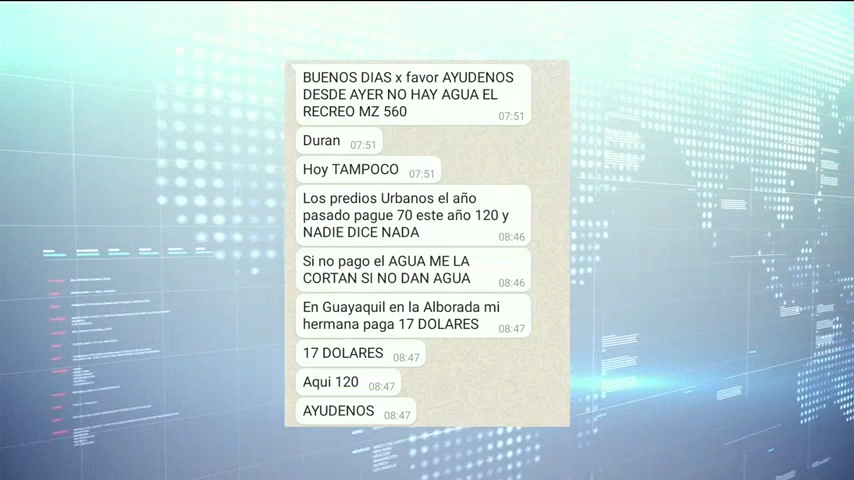 BUENOS DIAS x favor AYUDENOS
DESDE AYER NO HAY AGUA EL
RECREO MZ 560
07:51
Duran 07:51
Hoy TAMPOCO 07:51
Los predios Urbanos el año
pasado pague 70 este año 120 y
NADIE DICE NADA
08:46
Si no pago el AGUA ME LA
CORTAN SI NO DAN AGUA
08:46
En Guayaquil en la Alborada mi
hermana paga 17 DOLARES
08:47
17 DOLARES 08:47
Aqui 120 08:47
AYUDENOS 08:47